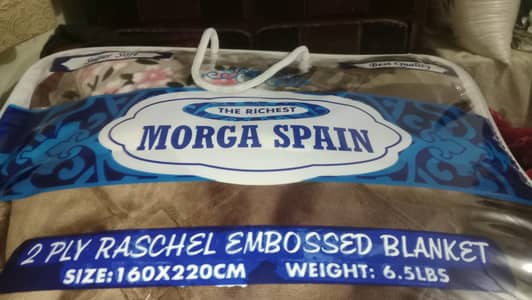 Super Soft
Best Quality
THE RICHEST
MORGA SPAIN
2 PLY RASCHEL EMBOSSED BLANKET
SIZE:160X220CM WEIGHT: 6.5LBS